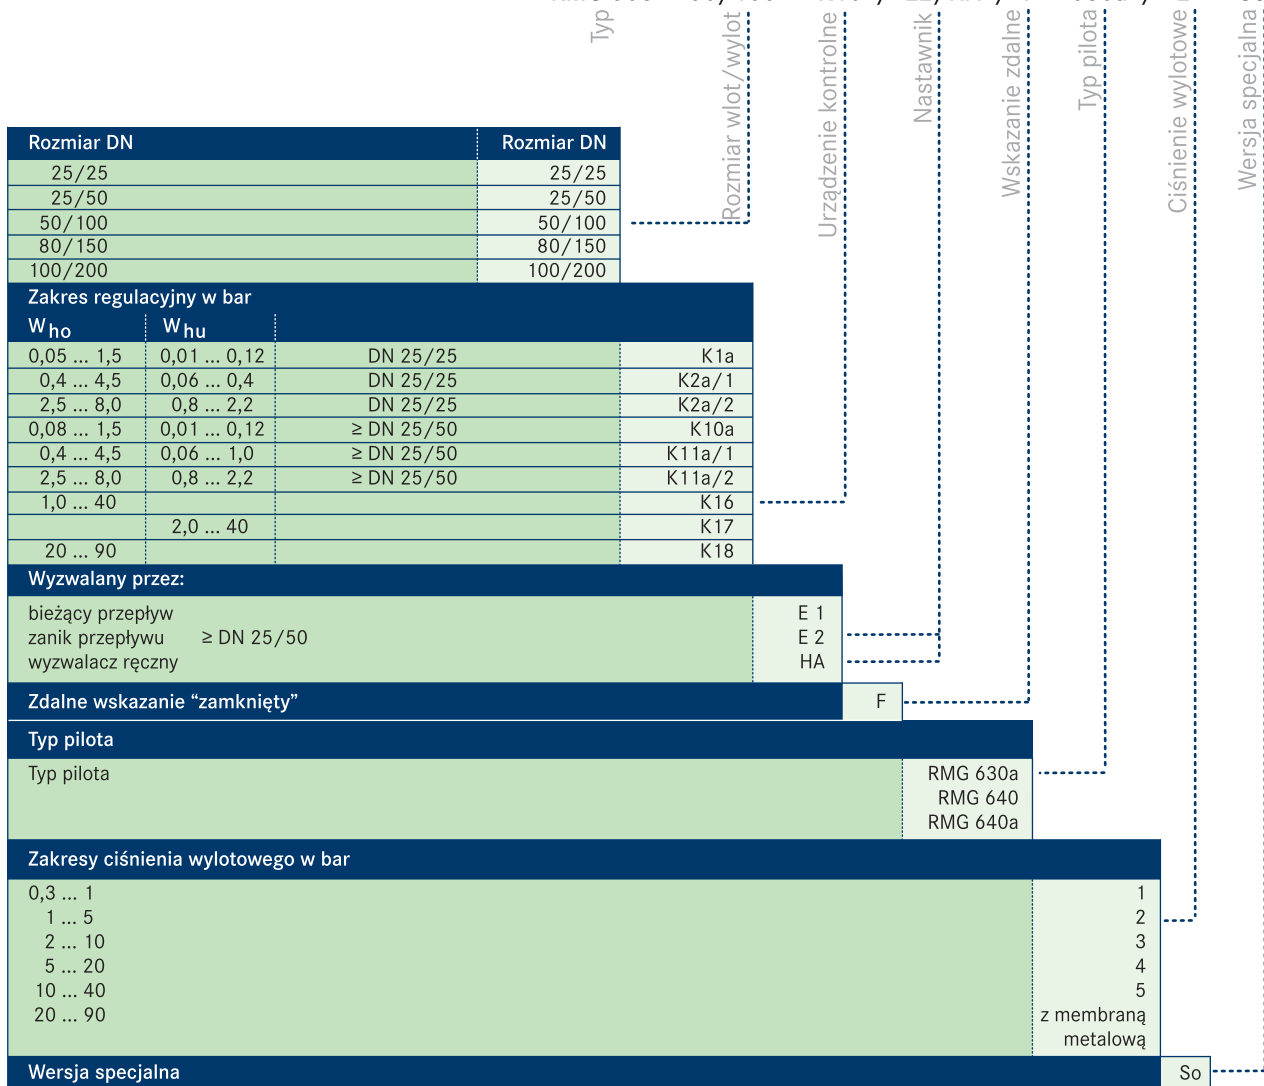 Typ
Rozmiar wlot/wylot
Urządzenie kontrolne
Nastawnik
Wskazanie zdalne
Typ pilota
Ciśnienie wylotowe
Wersja specjalna
Rozmiar DN Rozmiar DN
25/25 25/25
25/50 25/50
50/100 50/100
80/150 80/150
100/200 100/200
Zakres regulacyjny w bar
Who Whu
0,05 ... 1,5 0,01 ... 0,12 DN 25/25 K1a
0,4 ... 4,5 0,06 ... 0,4 DN 25/25 K2a/1
2,5 ... 8,0 0,8 ... 2,2 DN 25/25 K2a/2
0,08 ... 1,5 0,01 ... 0,12 ≥ DN 25/50 K10a
0,4 ... 4,5 0,06 ... 1,0 ≥ DN 25/50 K11a/1
2,5 ... 8,0 0,8 ... 2,2 ≥ DN 25/50 K11a/2
1,0 ... 40 K16
2,0 ... 40 K17
20 ... 90 K18
Wyzwalany przez:
bieżący przepływ E 1
zanik przepływu ≥ DN 25/50 E 2
wyzwalacz ręczny HA
Zdalne wskazanie “zamknięty” F
Typ pilota
Typ pilota RMG 630a
RMG 640
RMG 640a
Zakresy ciśnienia wylotowego w bar
0,3 ... 1 1
1 ... 5 2
2 ... 10 3
5 ... 20 4
10 ... 40 5
20 ... 90 z membraną
metalową
Wersja specjalna So